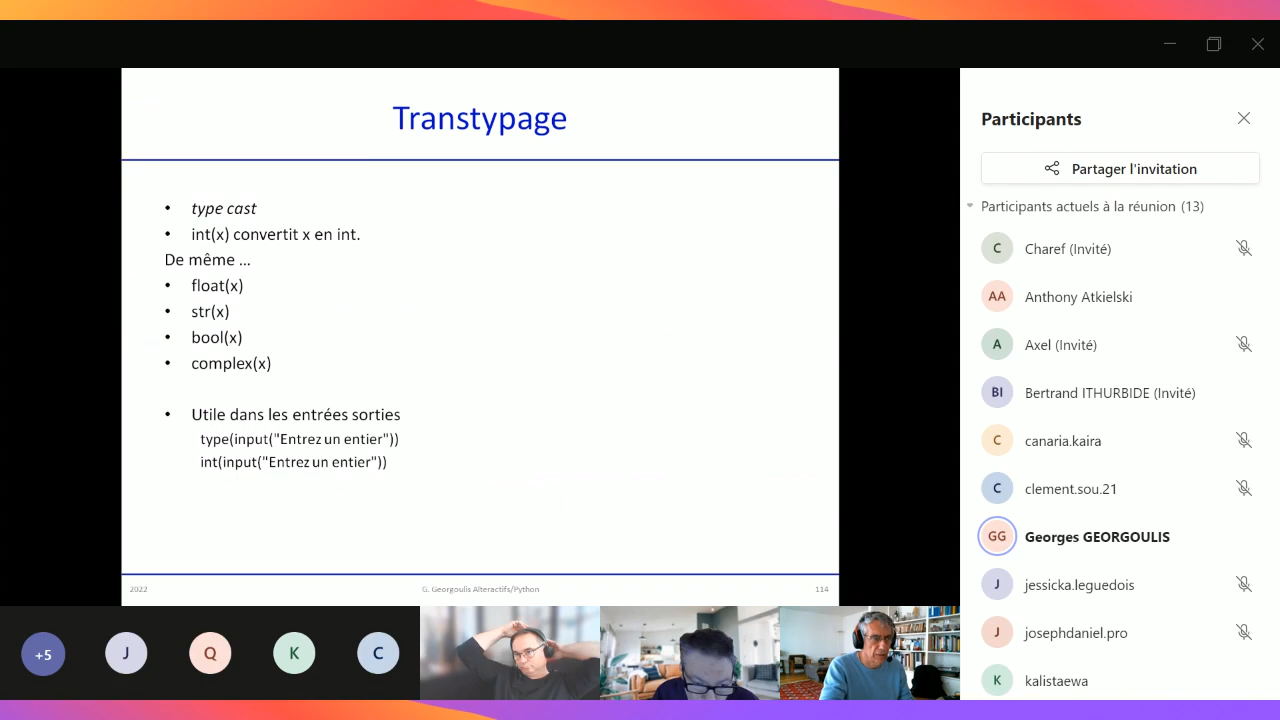 Transtypage
• type cast
• int(x) convertit x en int.
De même ...
• float(x)
• str(x)
• bool(x)
• complex(x)
• Utile dans les entrées sorties
type(input("Entrez un entier"))
int(input("Entrez un entier"))
2022
G. Georgoulis Alteractifs/Python
114
+5
J
Q
K
C
Participants
Partager l'invitation
Participants actuels à la réunion (13)
C Charef (Invité)
AA Anthony Atkielski
A Axel (Invité)
BI Bertrand ITHURBIDE (Invité)
C canaria.kaira
C clement.sou.21
GG Georges GEORGOULIS
J jessicka.leguedois
J josephdaniel.pro
K kalistaewa